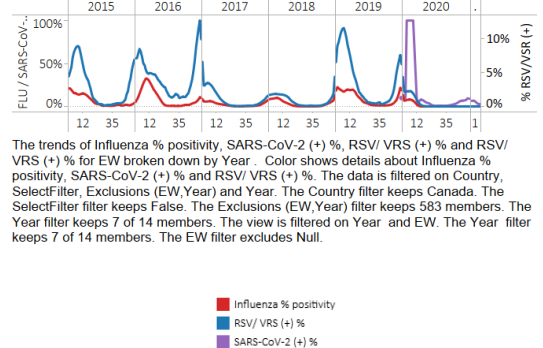 2015 2016 2017 2018 2019 2020 .
100%
50%
0%
FLU / SARS-CoV-..
10%
5%
0%
% RSV/VSR (+)
12 35 12 35 12 35 12 35 12 35 12 35 1
The trends of Influenza % positivity, SARS-CoV-2 (+) %, RSV/ VRS (+) % and RSV/
VRS (+) % for EW broken down by Year . Color shows details about Influenza %
positivity, SARS-CoV-2 (+) % and RSV/ VRS (+) %. The data is filtered on Country,
SelectFilter, Exclusions (EW,Year) and Year. The Country filter keeps Canada. The
SelectFilter filter keeps False. The Exclusions (EW,Year) filter keeps 583 members. The
Year filter keeps 7 of 14 members. The view is filtered on Year and EW. The Year filter
keeps 7 of 14 members. The EW filter excludes Null.
Influenza % positivity
RSV/ VRS (+) %
SARS-CoV-2 (+) %